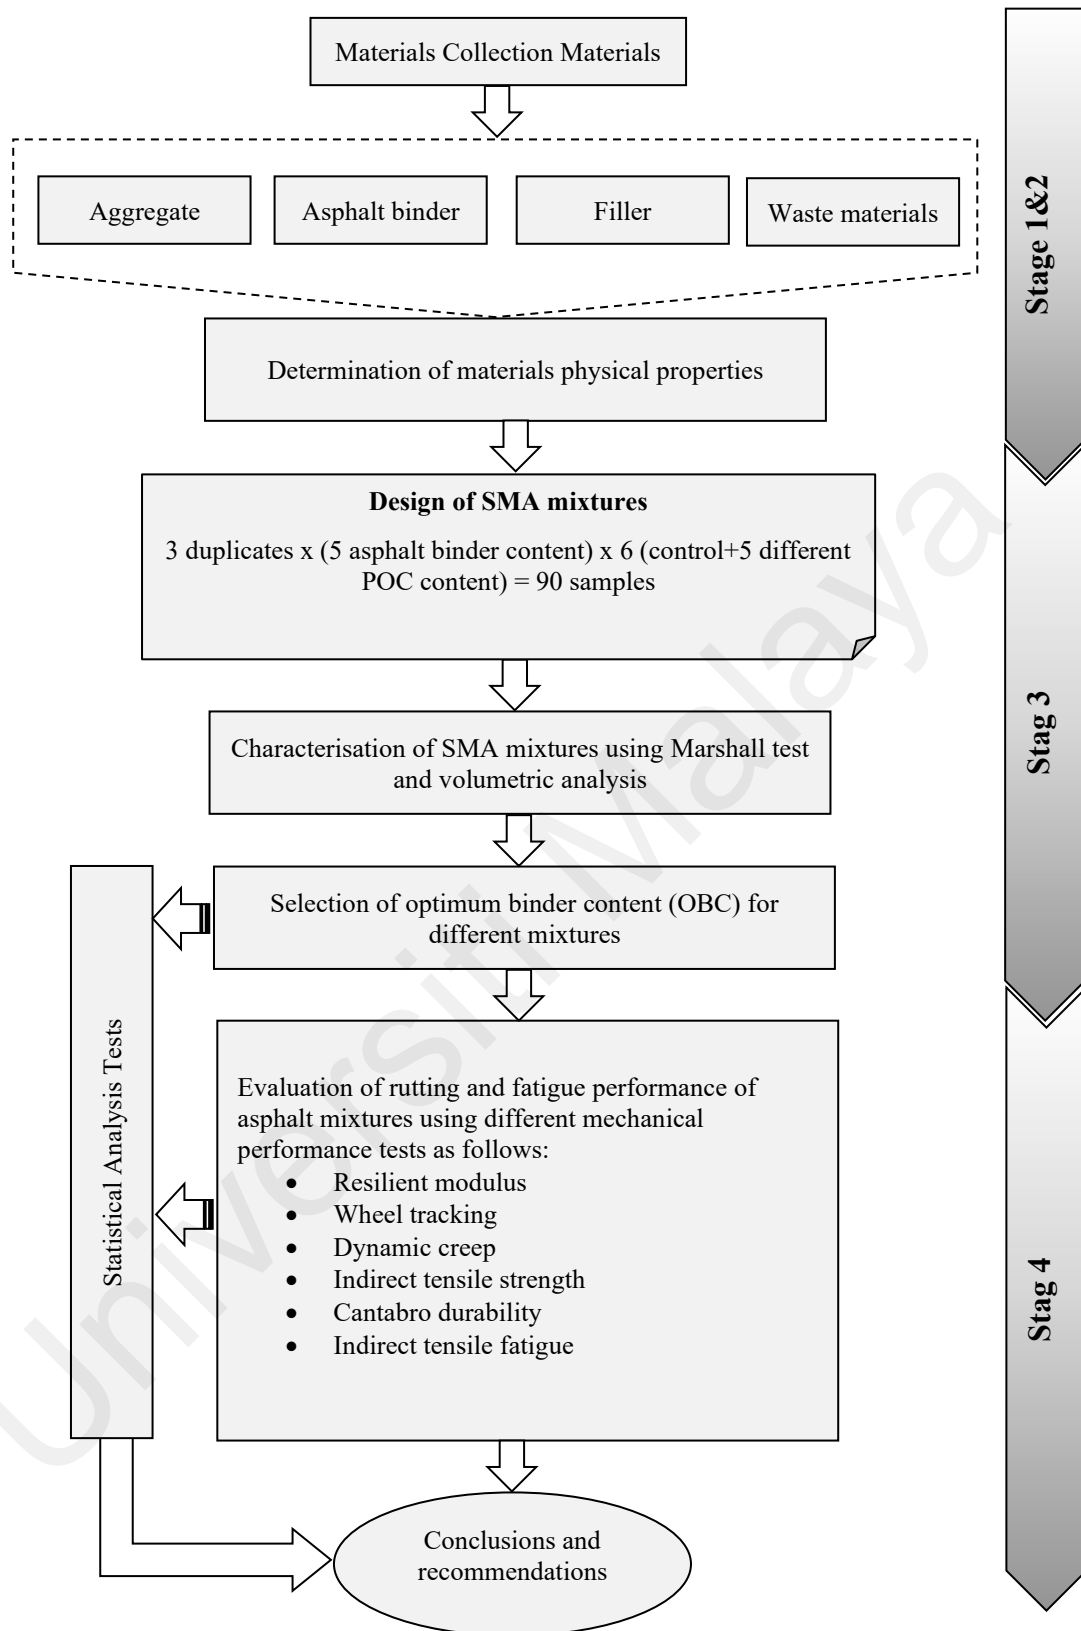 Materials Collection Materials
Aggregate
Asphalt binder
Filler
Waste materials
Stage 1&2
Determination of materials physical properties
Design of SMA mixtures
3 duplicates x (5 asphalt binder content) x 6 (control+5 different
POC content) = 90 samples
Stag 3
Characterisation of SMA mixtures using Marshall test
and volumetric analysis
Selection of optimum binder content (OBC) for
different mixtures
Statistical Analysis Tests
Evaluation of rutting and fatigue performance of
asphalt mixtures using different mechanical
performance tests as follows:
• Resilient modulus
• Wheel tracking
• Dynamic creep
• Indirect tensile strength
• Cantabro durability
• Indirect tensile fatigue
Stag 4
Conclusions and
recommendations
Universiti Malaya